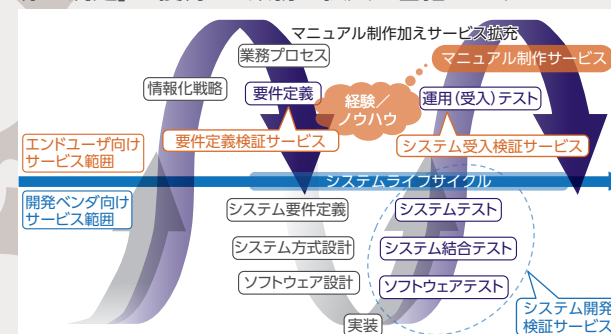 マニュアル制作加えサービス拡充
業務プロセス
マニュアル制作サービス
情報化戦略
要件定義
経験／
ノウハウ
運用（受入）テスト
エンドユーザ向け
サービス範囲
要件定義検証サービス
システム受入検証サービス
システムライフサイクル
開発ベンダ向け
サービス範囲
システム要件定義
システムテスト
システム方式設計
システム結合テスト
ソフトウェア設計
ソフトウェアテスト
実装
システム開発
検証サービス